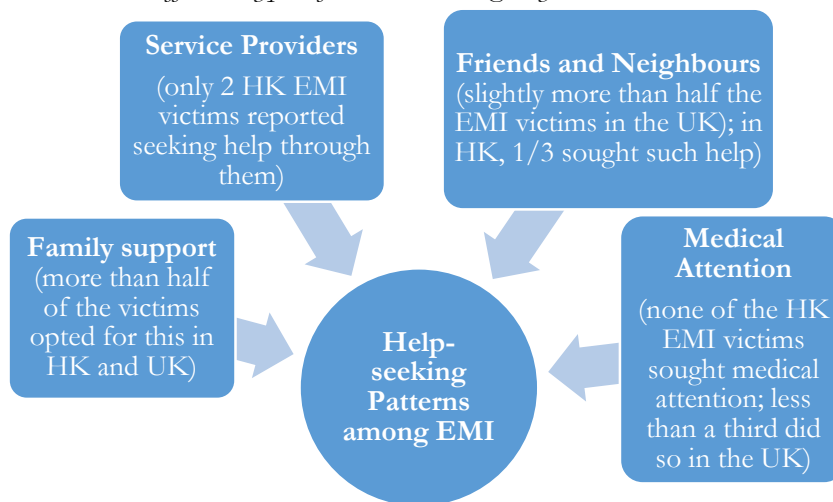 Service Providers
(only 2 HK EMI
victims reported
seeking help through
them)
Friends and Neighbours
(slightly more than half the
EMI victims in the UK); in
HK, 1/3 sought such help)
Family support
(more than half
of the victims
opted for this in
HK and UK)
Medical
Attention
(none of the HK
EMI victims
sought medical
attention; less
than a third did
so in the UK)
Help-
seeking
Patterns
among EMI